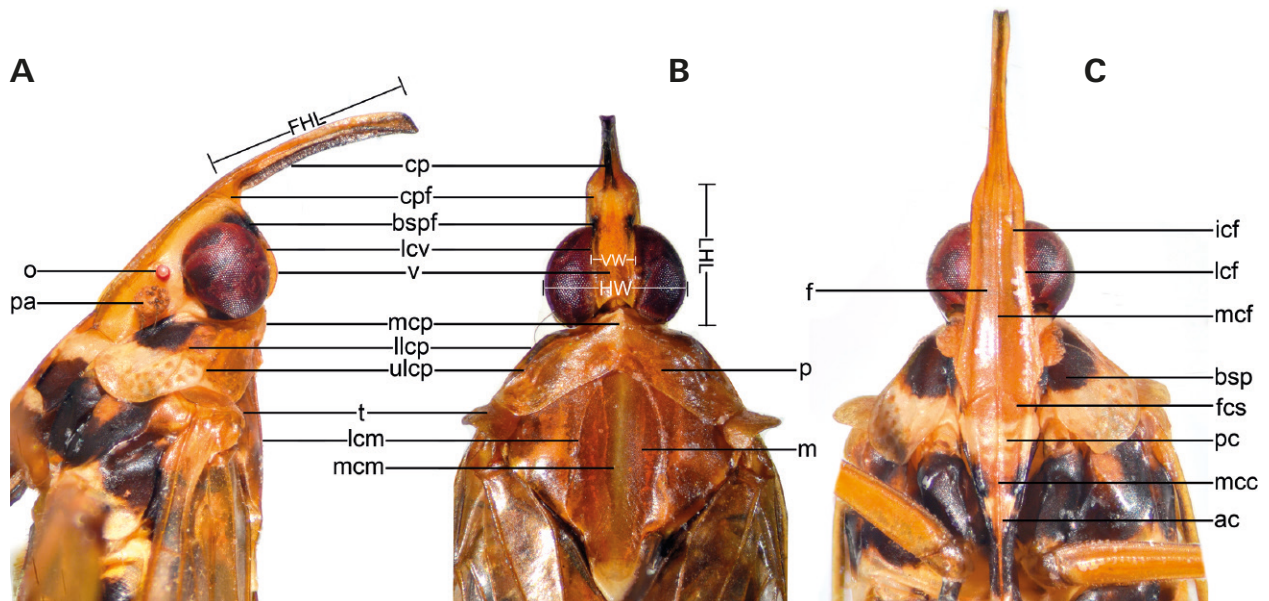 A
B
C
FHL
cp
cpf
bspf
lcv
v
o
pa
mcp
llcp
ulcp
t
lcm
mcm
VW
HW
LHL
p
m
f
icf
lcf
mcf
bsp
fcs
pc
mcc
ac